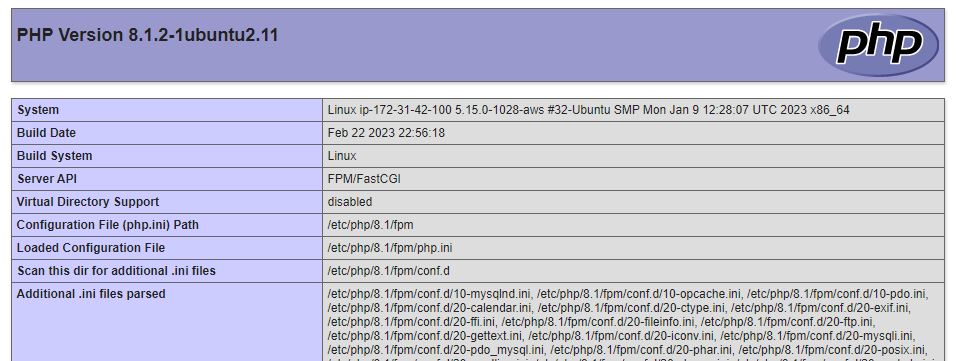 PHP Version 8.1.2-1ubuntu2.11
php
System Linux ip-172-31-42-100 5.15.0-1028-aws #32-Ubuntu SMP Mon Jan 9 12:28:07 UTC 2023 x86_64
Build Date Feb 22 2023 22:56:18
Build System Linux
Server API FPM/FastCGI
Virtual Directory Support disabled
Configuration File (php.ini) Path /etc/php/8.1/fpm
Loaded Configuration File /etc/php/8.1/fpm/php.ini
Scan this dir for additional .ini files /etc/php/8.1/fpm/conf.d
Additional .ini files parsed /etc/php/8.1/fpm/conf.d/10-mysqlnd.ini, /etc/php/8.1/fpm/conf.d/10-opcache.ini, /etc/php/8.1/fpm/conf.d/10-pdo.ini,
/etc/php/8.1/fpm/conf.d/20-calendar.ini, /etc/php/8.1/fpm/conf.d/20-ctype.ini, /etc/php/8.1/fpm/conf.d/20-exif.ini,
/etc/php/8.1/fpm/conf.d/20-ffi.ini, /etc/php/8.1/fpm/conf.d/20-fileinfo.ini, /etc/php/8.1/fpm/conf.d/20-ftp.ini,
/etc/php/8.1/fpm/conf.d/20-gettext.ini, /etc/php/8.1/fpm/conf.d/20-iconv.ini, /etc/php/8.1/fpm/conf.d/20-mysqli.ini,
/etc/php/8.1/fpm/conf.d/20-pdo_mysql.ini, /etc/php/8.1/fpm/conf.d/20-phar.ini, /etc/php/8.1/fpm/conf.d/20-posix.ini,